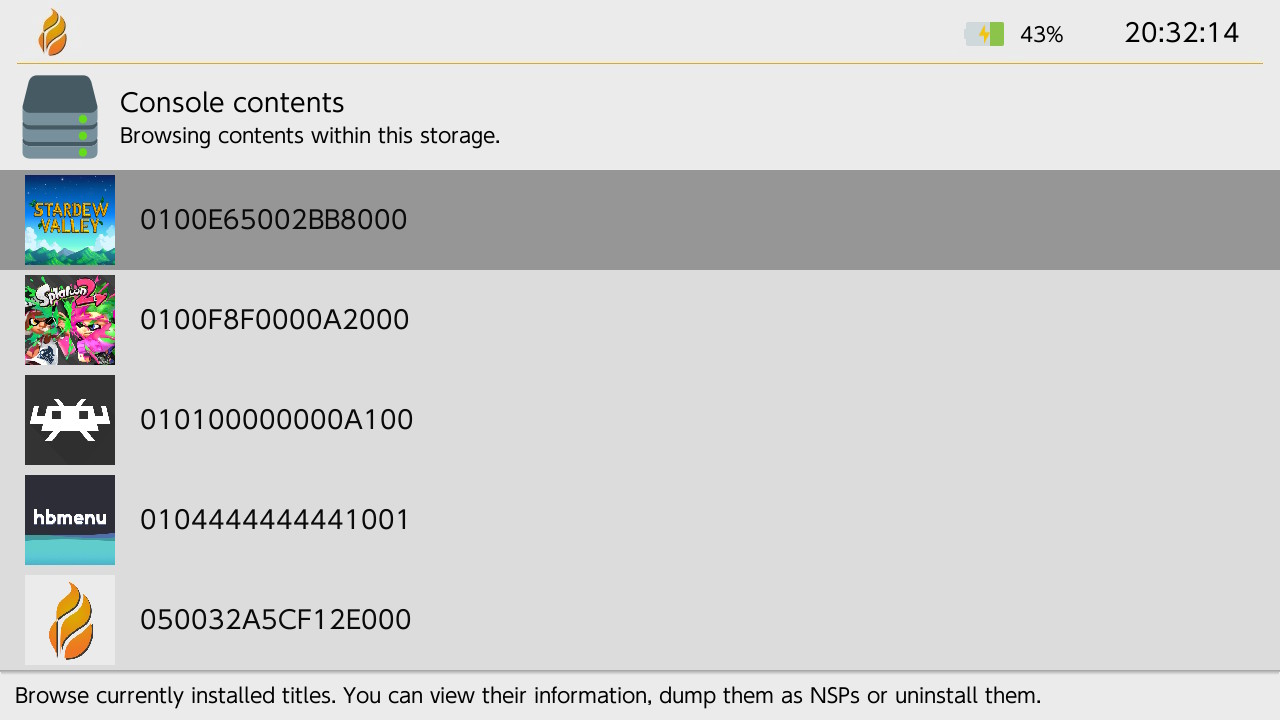 43%
20:32:14
Console contents
Browsing contents within this storage.
STARDEW
VALLEY
0100E65002BB8000
Splatoon 2
0100F8F0000A2000
010100000000A100
hbmenu
0104444444441001
050032A5CF12E000
Browse currently installed titles. You can view their information, dump them as NSPs or uninstall them.